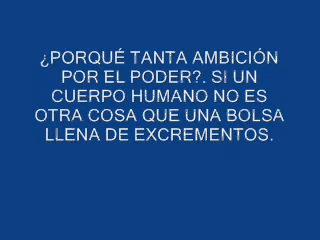 ¿PORQUÉ TANTA AMBICIÓN
POR EL PODER?. SI UN
CUERPO HUMANO NO ES
OTRA COSA QUE UNA BOLSA
LLENA DE EXCREMENTOS.